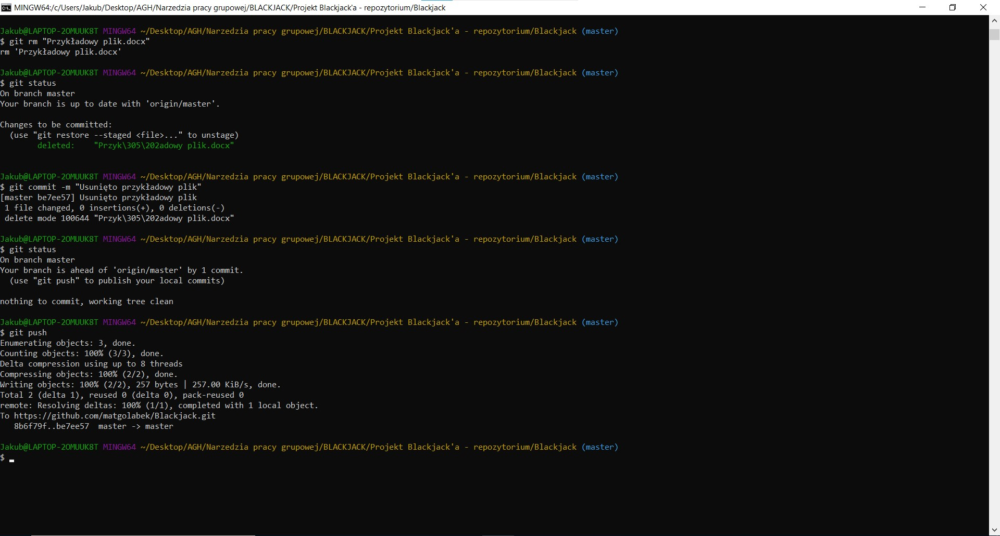 MINGW64:/c/Users/Jakub/Desktop/AGH/Narzedzia pracy grupowej/BLACKJACK/Projekt Blackjack'a - repozytorium/Blackjack
Jakub@LAPTOP-2OMUUK8T MINGW64 ~/Desktop/AGH/Narzedzia pracy grupowej/BLACKJACK/Projekt Blackjack'a - repozytorium/Blackjack (master)
$ git rm "Przykładowy plik.docx"
rm 'Przykładowy plik.docx'
Jakub@LAPTOP-2OMUUK8T MINGW64 ~/Desktop/AGH/Narzedzia pracy grupowej/BLACKJACK/Projekt Blackjack'a - repozytorium/Blackjack (master)
$ git status
On branch master
Your branch is up to date with 'origin/master'.
Changes to be committed:
  (use "git restore --staged <file>..." to unstage)
        deleted:    "Przyk\305\202adowy plik.docx"
Jakub@LAPTOP-2OMUUK8T MINGW64 ~/Desktop/AGH/Narzedzia pracy grupowej/BLACKJACK/Projekt Blackjack'a - repozytorium/Blackjack (master)
$ git commit -m "Usunięto przykładowy plik"
[master be7ee57] Usunięto przykładowy plik
 1 file changed, 0 insertions(+), 0 deletions(-)
 delete mode 100644 "Przyk\305\202adowy plik.docx"
Jakub@LAPTOP-2OMUUK8T MINGW64 ~/Desktop/AGH/Narzedzia pracy grupowej/BLACKJACK/Projekt Blackjack'a - repozytorium/Blackjack (master)
$ git status
On branch master
Your branch is ahead of 'origin/master' by 1 commit.
  (use "git push" to publish your local commits)
nothing to commit, working tree clean
Jakub@LAPTOP-2OMUUK8T MINGW64 ~/Desktop/AGH/Narzedzia pracy grupowej/BLACKJACK/Projekt Blackjack'a - repozytorium/Blackjack (master)
$ git push
Enumerating objects: 3, done.
Counting objects: 100% (3/3), done.
Delta compression using up to 8 threads
Compressing objects: 100% (2/2), done.
Writing objects: 100% (2/2), 257 bytes | 257.00 KiB/s, done.
Total 2 (delta 1), reused 0 (delta 0), pack-reused 0
remote: Resolving deltas: 100% (1/1), completed with 1 local object.
To https://github.com/matgolabek/Blackjack.git
   8b6f79f..be7ee57  master -> master
Jakub@LAPTOP-2OMUUK8T MINGW64 ~/Desktop/AGH/Narzedzia pracy grupowej/BLACKJACK/Projekt Blackjack'a - repozytorium/Blackjack (master)
$